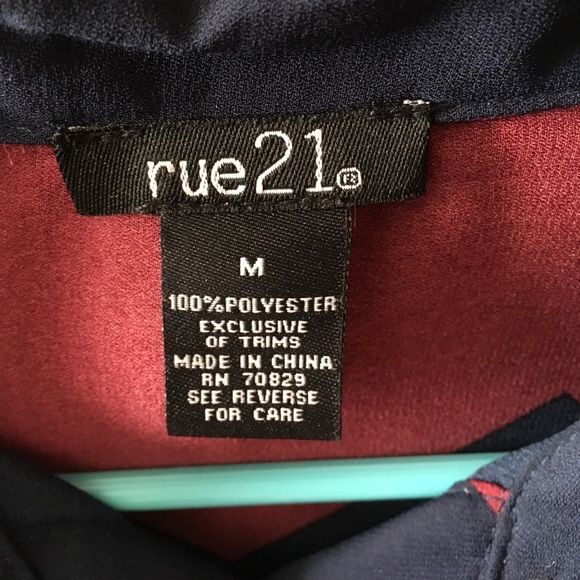 rue21®
M
100%POLYESTER
EXCLUSIVE
OF TRIMS
MADE IN CHINA
RN 70829
SEE REVERSE
FOR CARE